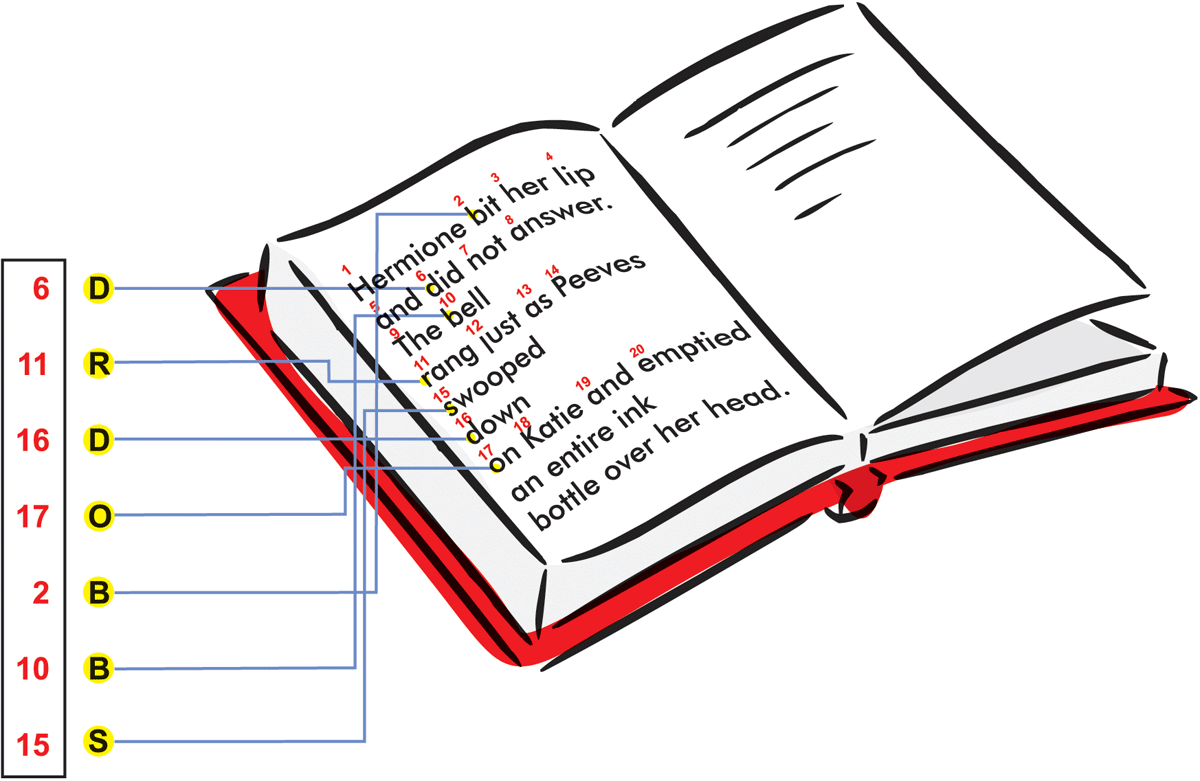 6 D
11 R
16 D
17 O
2 B
10 B
15 S
1 2 3 4
Hermione bit her lip
5 6 7 8
and did not answer.
9 10
The bell
11 12 13 14
rang just as Peeves
15
swooped
16
down
17 18 19 20
on Katie and emptied
an entire ink
bottle over her head.